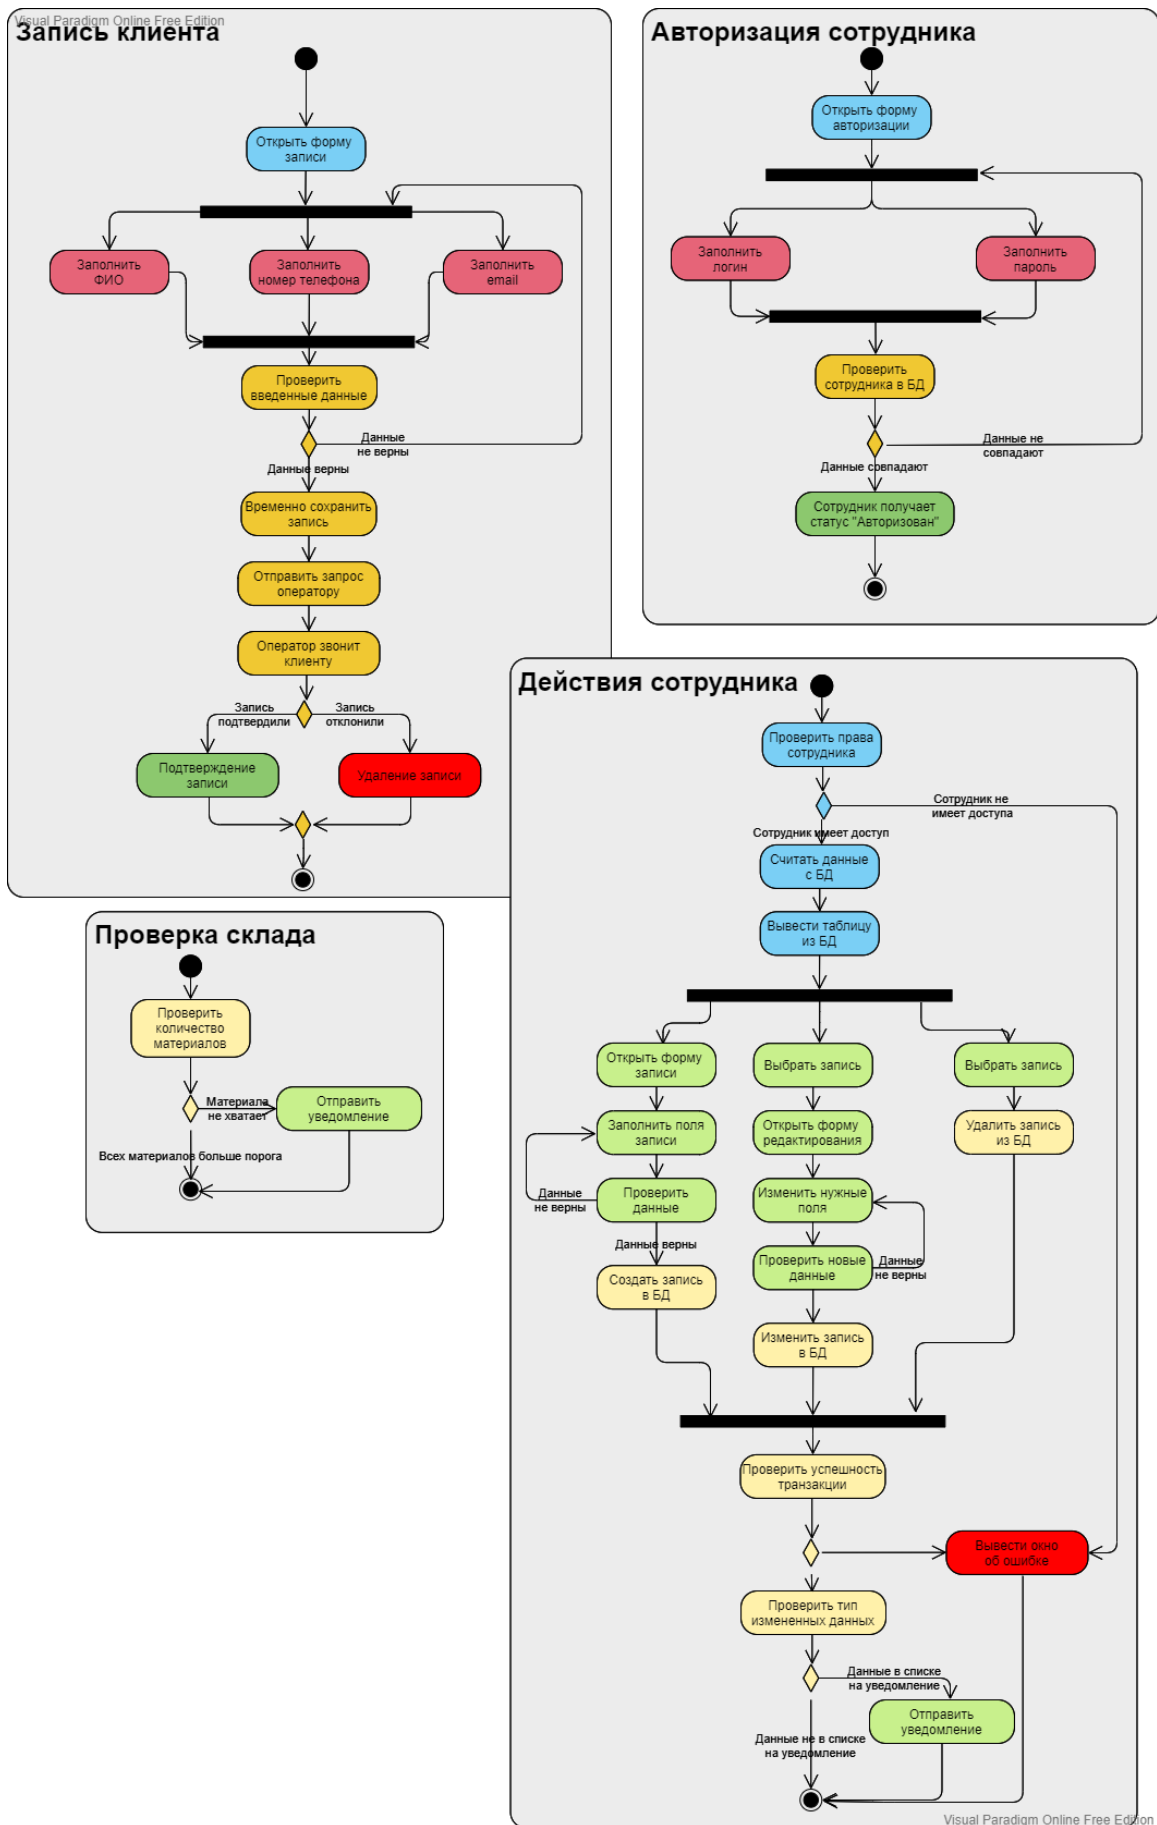 Visual Paradigm Online Free Edition
Запись клиента
Открыть форму
записи
Заполнить
ФИО
Заполнить
номер телефона
Заполнить
email
Проверить
введенные данные
Данные
не верны
Данные верны
Временно сохранить
запись
Отправить запрос
оператору
Оператор звонит
клиенту
Запись
подтвердили
Запись
отклонили
Подтверждение
записи
Удаление записи
Авторизация сотрудника
Открыть форму
авторизации
Заполнить
логин
Заполнить
пароль
Проверить
сотрудника в БД
Данные не
совпадают
Данные совпадают
Сотрудник получает
статус "Авторизован"
Проверка склада
Проверить
количество
материалов
Материала
не хватает
Отправить
уведомление
Всех материалов больше порога
Действия сотрудника
Проверить права
сотрудника
Сотрудник не
имеет доступа
Сотрудник имеет доступ
Считать данные
с БД
Вывести таблицу
из БД
Открыть форму
записи
Заполнить поля
записи
Проверить
данные
Данные
не верны
Данные верны
Создать запись
в БД
Выбрать запись
Открыть форму
редактирования
Изменить нужные
поля
Проверить новые
данные
Данные
не верны
Изменить запись
в БД
Выбрать запись
Удалить запись
из БД
Проверить успешность
транзакции
Вывести окно
об ошибке
Проверить тип
измененных данных
Данные в списке
на уведомление
Отправить
уведомление
Данные не в списке
на уведомление
Visual Paradigm Online Free Edition